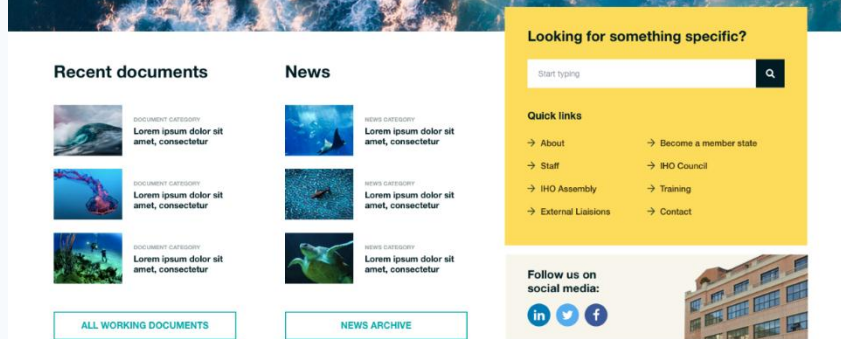 Recent documents
DOCUMENT CATEGORY
Lorem ipsum dolor sit
amet, consectetur
DOCUMENT CATEGORY
Lorem ipsum dolor sit
amet, consectetur
DOCUMENT CATEGORY
Lorem ipsum dolor sit
amet, consectetur
ALL WORKING DOCUMENTS
News
NEWS CATEGORY
Lorem ipsum dolor sit
amet, consectetur
NEWS CATEGORY
Lorem ipsum dolor sit
amet, consectetur
NEWS CATEGORY
Lorem ipsum dolor sit
amet, consectetur
NEWS ARCHIVE
Looking for something specific?
Start typing
Quick links
→ About
→ Become a member state
→ Staff
→ IHO Council
→ IHO Assembly
→ Training
→ External Liaisions
→ Contact
Follow us on
social media:
in
f